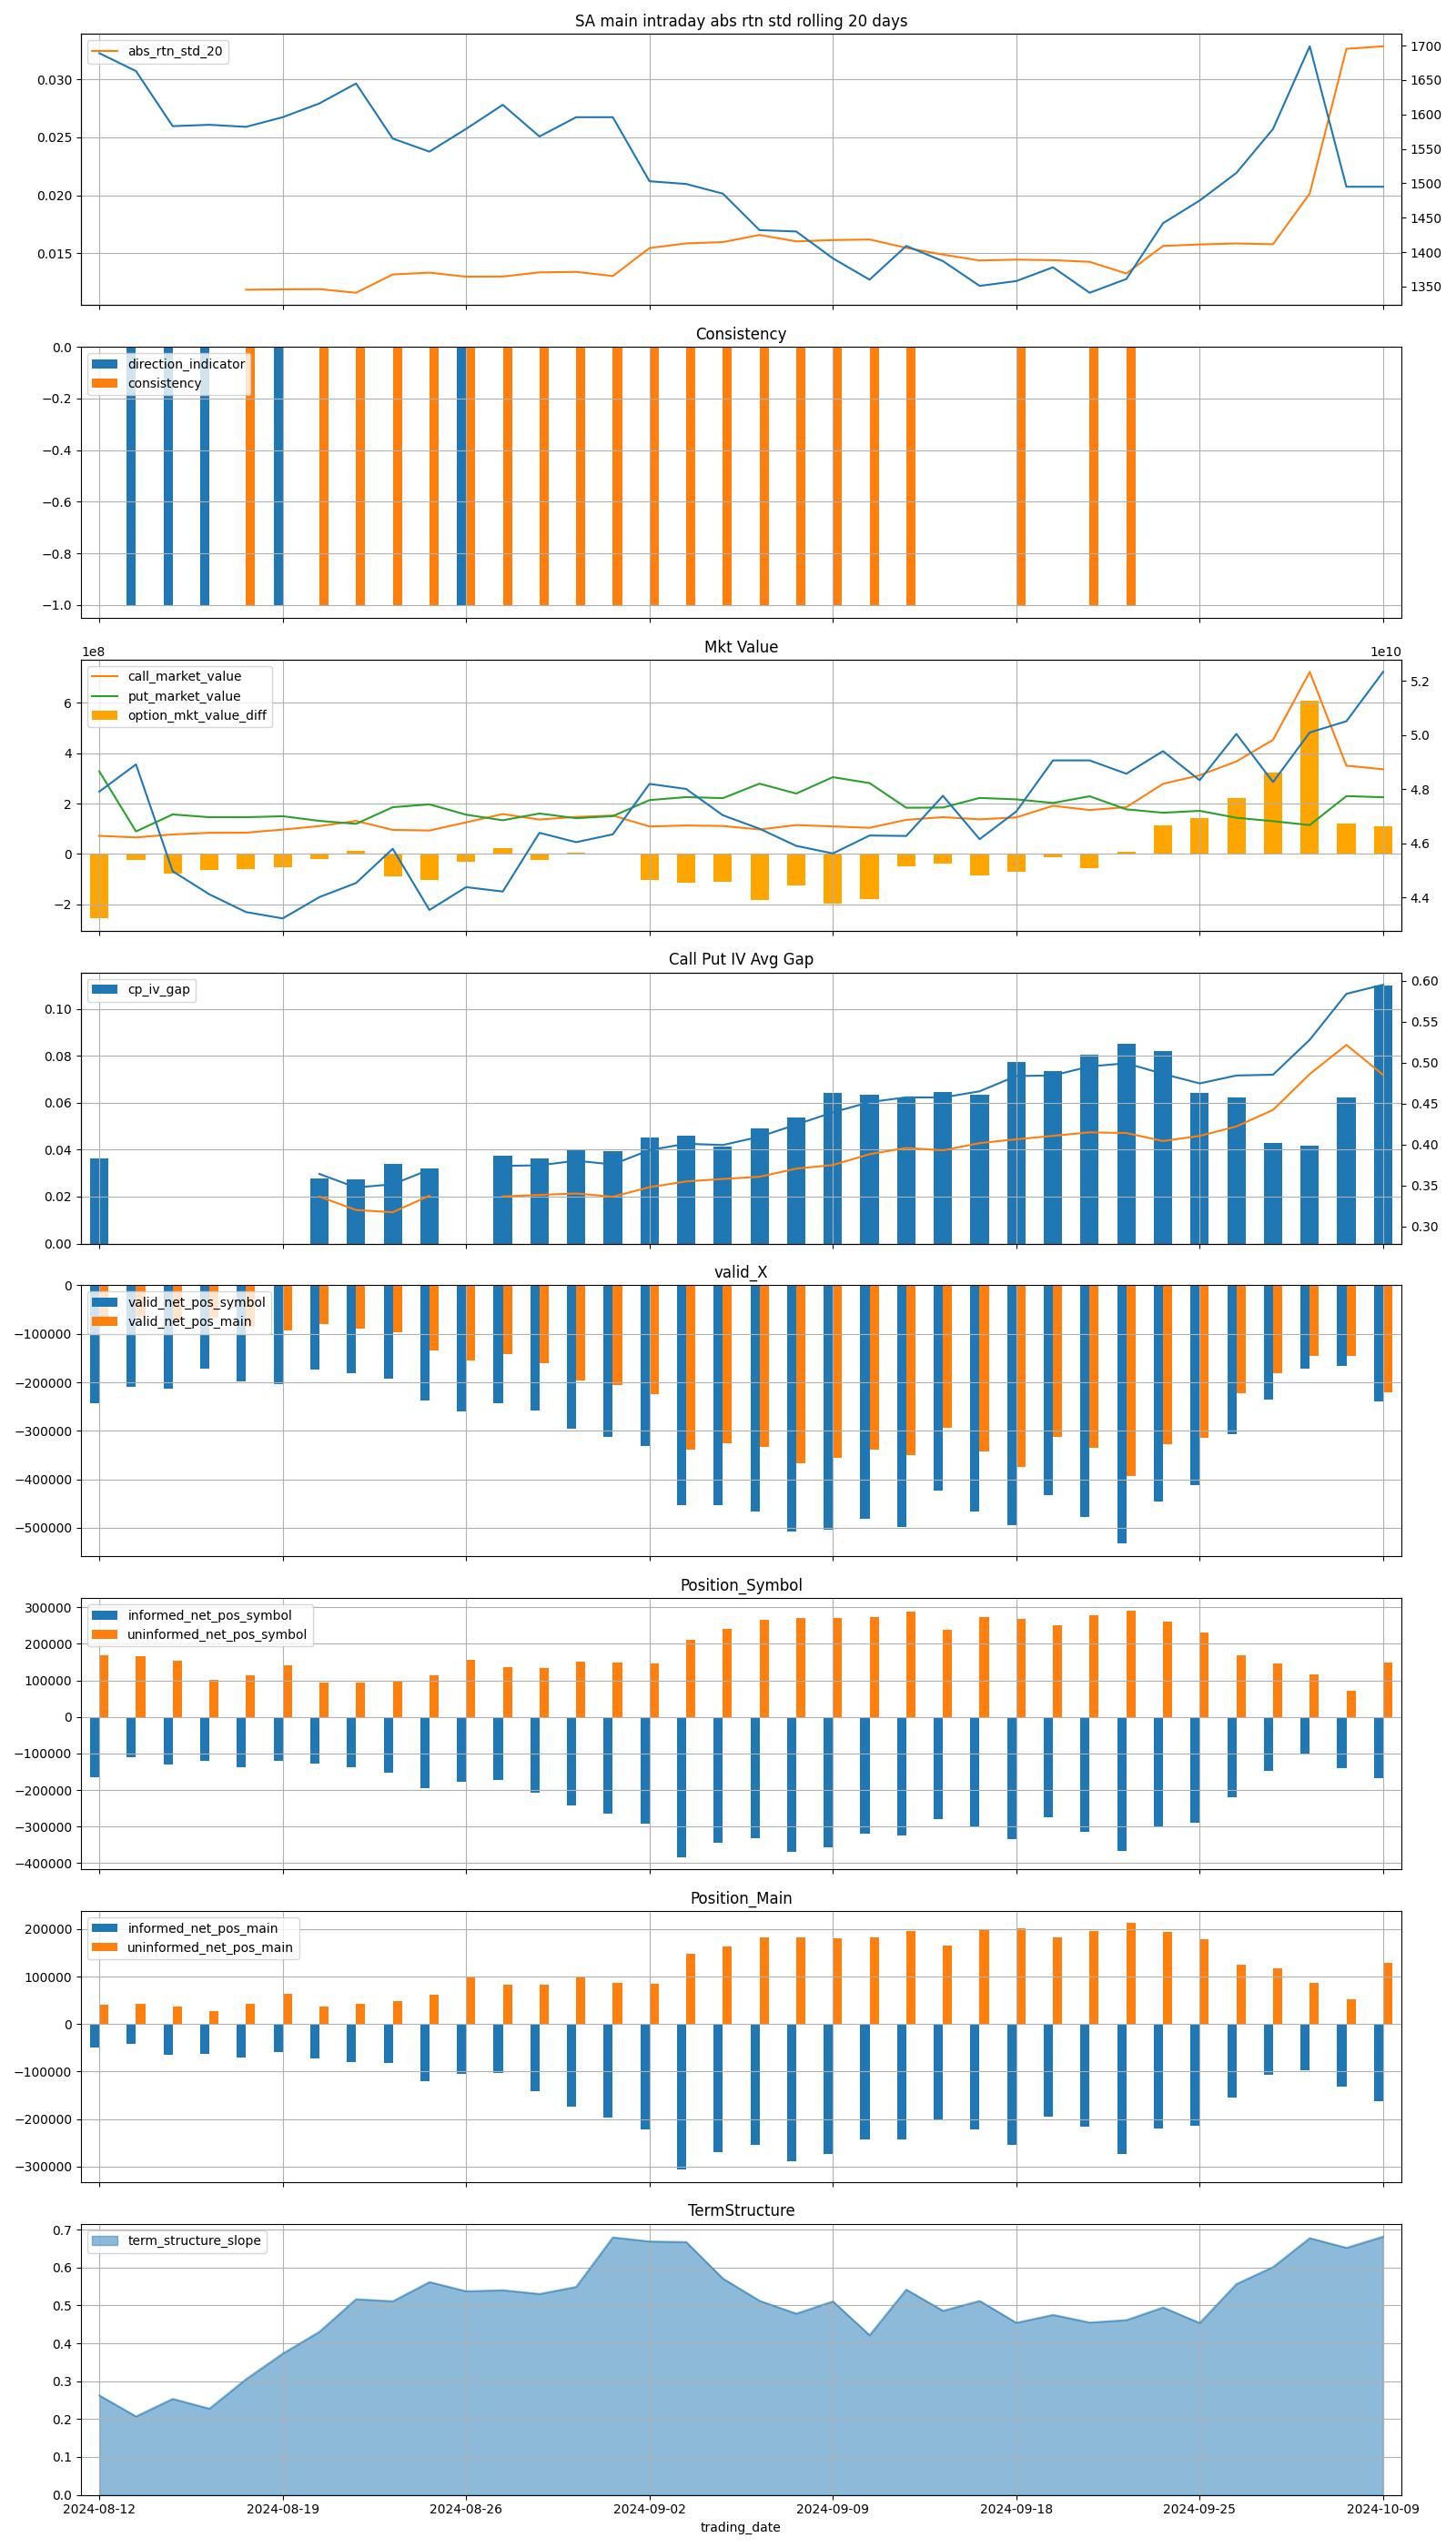 SA main intraday abs rtn std rolling 20 days
abs_rtn_std_20
0.030
0.025
0.020
0.015
1700
1650
1600
1550
1500
1450
1400
1350
Consistency
direction_indicator
consistency
0.0
−0.2
−0.4
−0.6
−0.8
−1.0
Mkt Value
1e8
1e10
call_market_value
put_market_value
option_mkt_value_diff
6
4
2
0
−2
5.2
5.0
4.8
4.6
4.4
Call Put IV Avg Gap
cp_iv_gap
0.10
0.08
0.06
0.04
0.02
0.00
0.60
0.55
0.50
0.45
0.40
0.35
0.30
valid_X
valid_net_pos_symbol
valid_net_pos_main
0
−100000
−200000
−300000
−400000
−500000
Position_Symbol
informed_net_pos_symbol
uninformed_net_pos_symbol
300000
200000
100000
0
−100000
−200000
−300000
−400000
Position_Main
informed_net_pos_main
uninformed_net_pos_main
200000
100000
0
−100000
−200000
−300000
TermStructure
term_structure_slope
0.7
0.6
0.5
0.4
0.3
0.2
0.1
0.0
2024-08-12 2024-08-19 2024-08-26 2024-09-02 2024-09-09 2024-09-18 2024-09-25 2024-10-09
trading_date